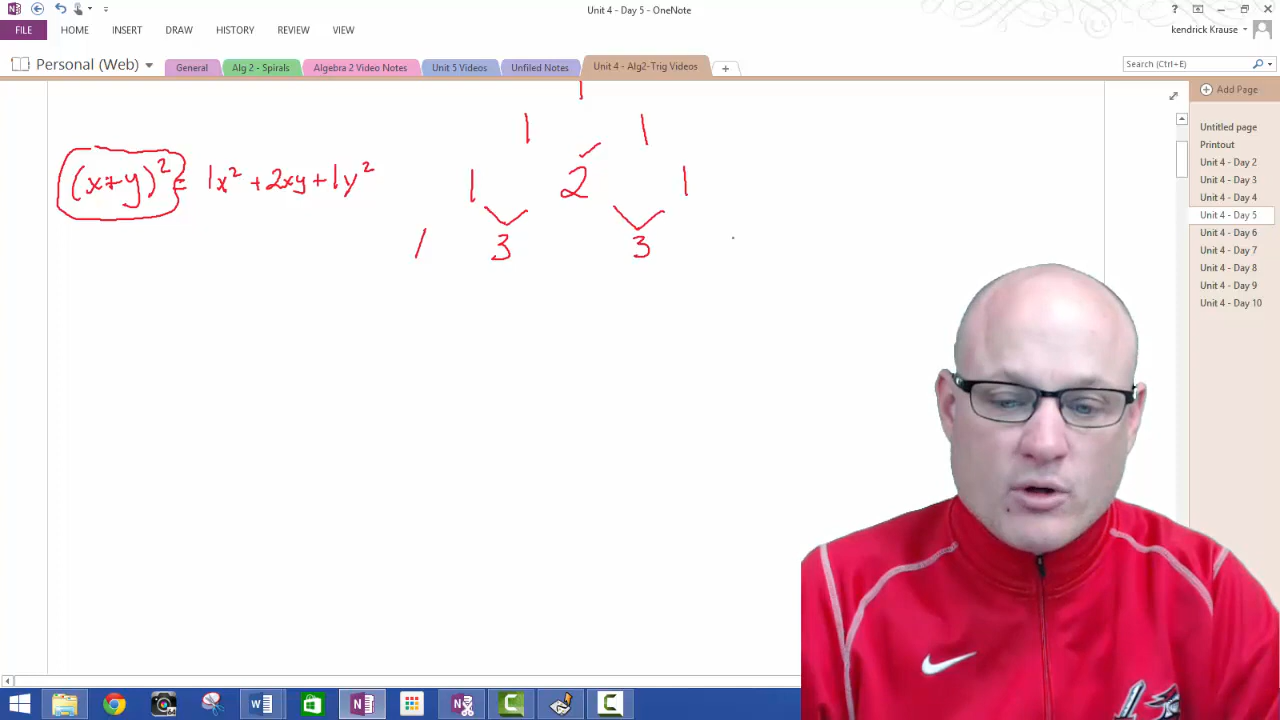 Unit 4 - Day 5 - OneNote
?
FILE HOME INSERT DRAW HISTORY REVIEW VIEW
kendrick Krause
Personal (Web) General Alg 2 - Spirals Algebra 2 Video Notes Unit 5 Videos Unfiled Notes Unit 4 - Alg2-Trig Videos +
Search (Ctrl+E)
Add Page
Untitled page
Printout
Unit 4 - Day 2
Unit 4 - Day 3
Unit 4 - Day 4
Unit 4 - Day 5
Unit 4 - Day 6
Unit 4 - Day 7
Unit 4 - Day 8
Unit 4 - Day 9
Unit 4 - Day 10
1
1 1
(x+y)² = 1x² + 2xy + 1y²
1 2 1
1 3 3
64